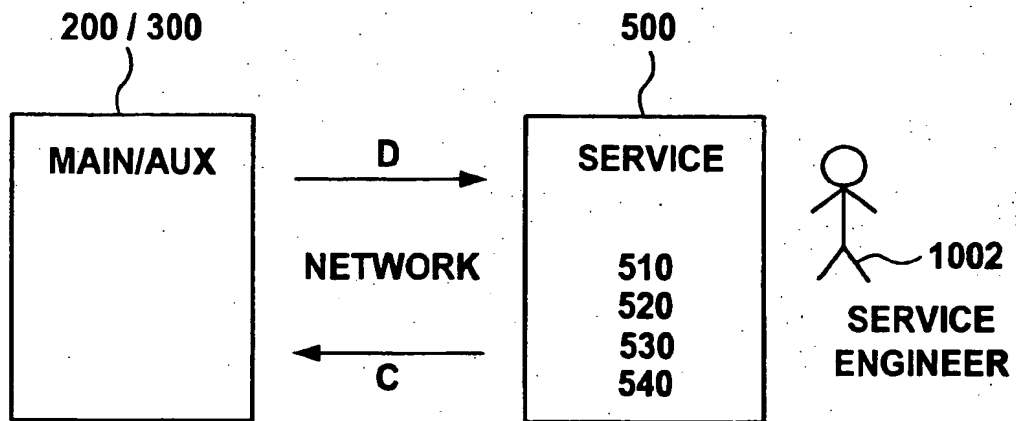 200 / 300
500
MAIN/AUX
D
SERVICE
NETWORK
510
520
530
540
C
1002
SERVICE
ENGINEER